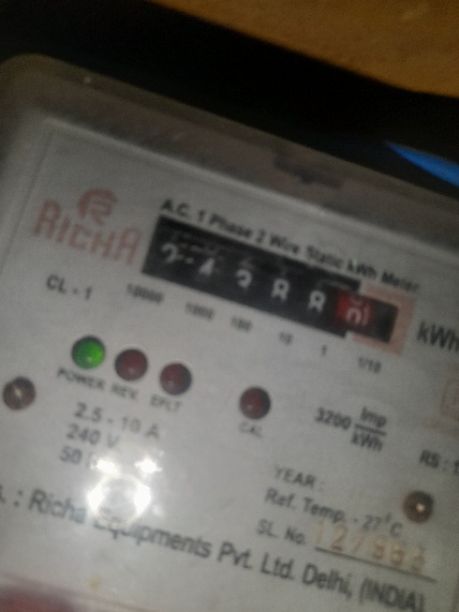 A.C. 1 Phase 2 Wire Static kWh Meter
RICHA
kWh
CL - 1
10000 1000 100 10 1 1/10
POWER REV. EFLT
CAL
3200 Imp/kWh
2.5 - 10 A
240 V
50
RS :
YEAR :
Ref. Temp. - 27°C
SL. No.
: Richa Equipments Pvt. Ltd. Delhi, (INDIA)